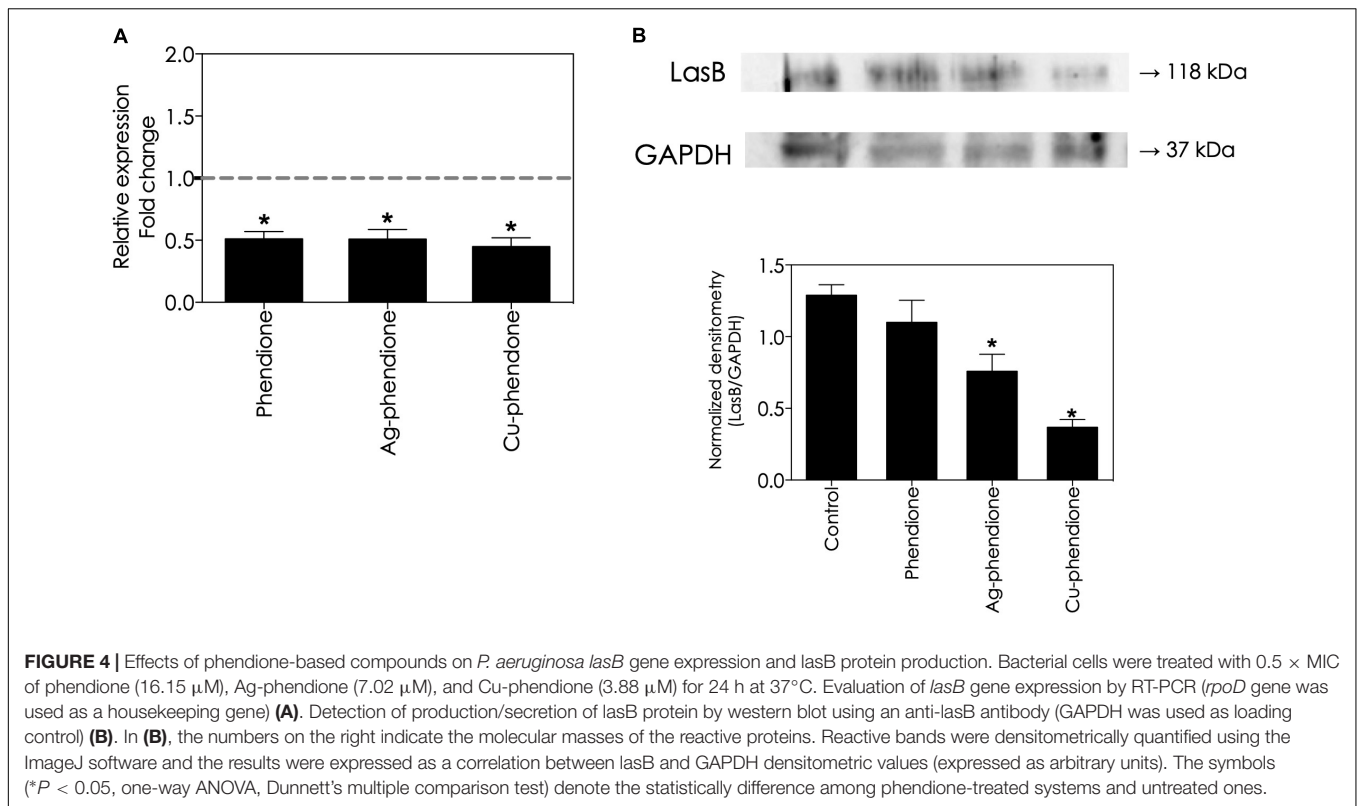 A
2.0
1.5
1.0
0.5
0.0
Relative expression
Fold change
*
*
*
Phendione
Ag-phendione
Cu-phendone
B
LasB
→ 118 kDa
GAPDH
→ 37 kDa
1.5
1.0
0.5
0.0
Normalized densitometry
(LasB/GAPDH)
*
*
Control
Phendione
Ag-phendione
Cu-phendione
FIGURE 4 | Effects of phendione-based compounds on P. aeruginosa lasB gene expression and lasB protein production. Bacterial cells were treated with 0.5 × MIC
of phendione (16.15 μM), Ag-phendione (7.02 μM), and Cu-phendione (3.88 μM) for 24 h at 37°C. Evaluation of lasB gene expression by RT-PCR (rpoD gene was
used as a housekeeping gene) (A). Detection of production/secretion of lasB protein by western blot using an anti-lasB antibody (GAPDH was used as loading
control) (B). In (B), the numbers on the right indicate the molecular masses of the reactive proteins. Reactive bands were densitometrically quantified using the
ImageJ software and the results were expressed as a correlation between lasB and GAPDH densitometric values (expressed as arbitrary units). The symbols
(*P < 0.05, one-way ANOVA, Dunnett's multiple comparison test) denote the statistically difference among phendione-treated systems and untreated ones.